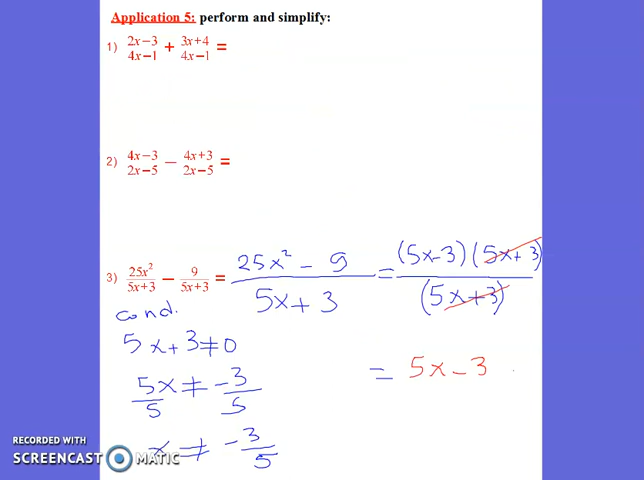 Application 5: perform and simplify:
1) (2x−3)/(4x−1) + (3x+4)/(4x−1) =
2) (4x−3)/(2x−5) − (4x+3)/(2x−5) =
3) 25x²/(5x+3) − 9/(5x+3) = (25x² − 9)/(5x + 3) = (5x−3)(5x+3)/(5x+3)
cond.
5x+3≠0
5x/5 ≠ −3/5
= 5x − 3
x ≠ −3/5
RECORDED WITH
SCREENCAST MATIC